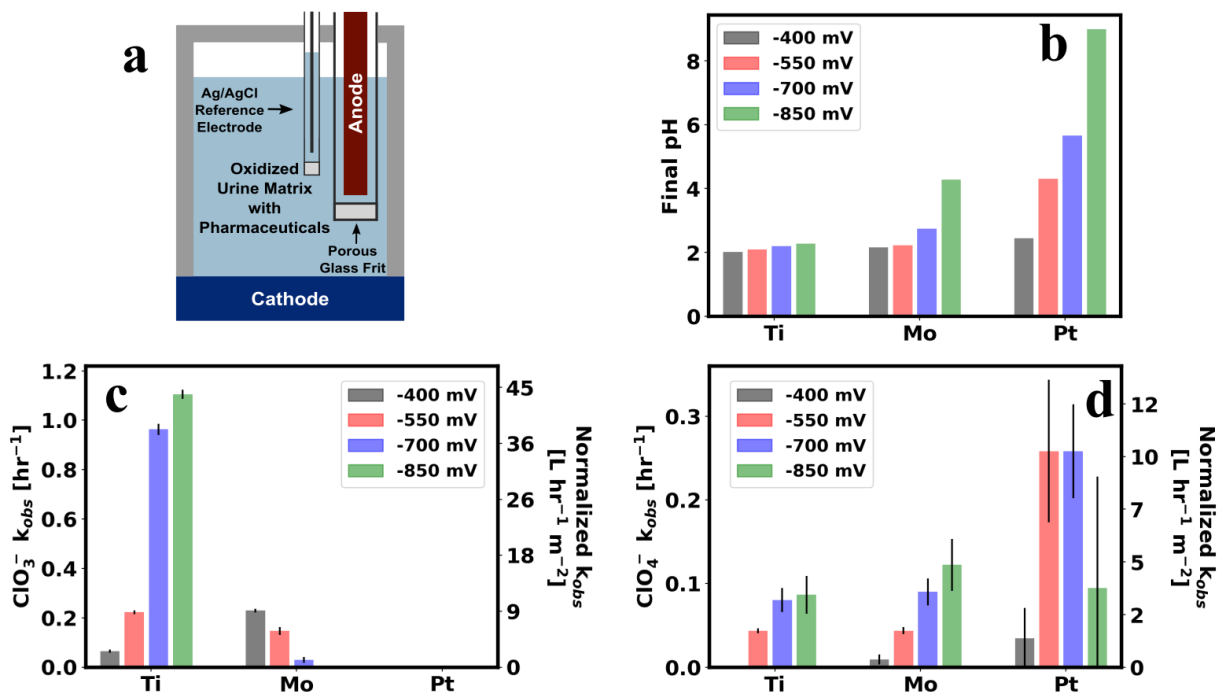 a
Ag/AgCl
Reference
Electrode
Anode
Oxidized
Urine Matrix
with
Pharmaceuticals
Porous
Glass Frit
Cathode
b
-400 mV
-550 mV
-700 mV
-850 mV
Final pH
8
6
4
2
0
Ti Mo Pt
c
-400 mV
-550 mV
-700 mV
-850 mV
ClO₃⁻ k_obs [hr⁻¹]
1.2
1.0
0.8
0.6
0.4
0.2
0.0
Ti Mo Pt
45
36
26
18
9
0
Normalized k_obs
[L hr⁻¹ m⁻²]
d
-400 mV
-550 mV
-700 mV
-850 mV
ClO₄⁻ k_obs [hr⁻¹]
0.3
0.2
0.1
0.0
Ti Mo Pt
12
10
7
5
2
0
Normalized k_obs
[L hr⁻¹ m⁻²]